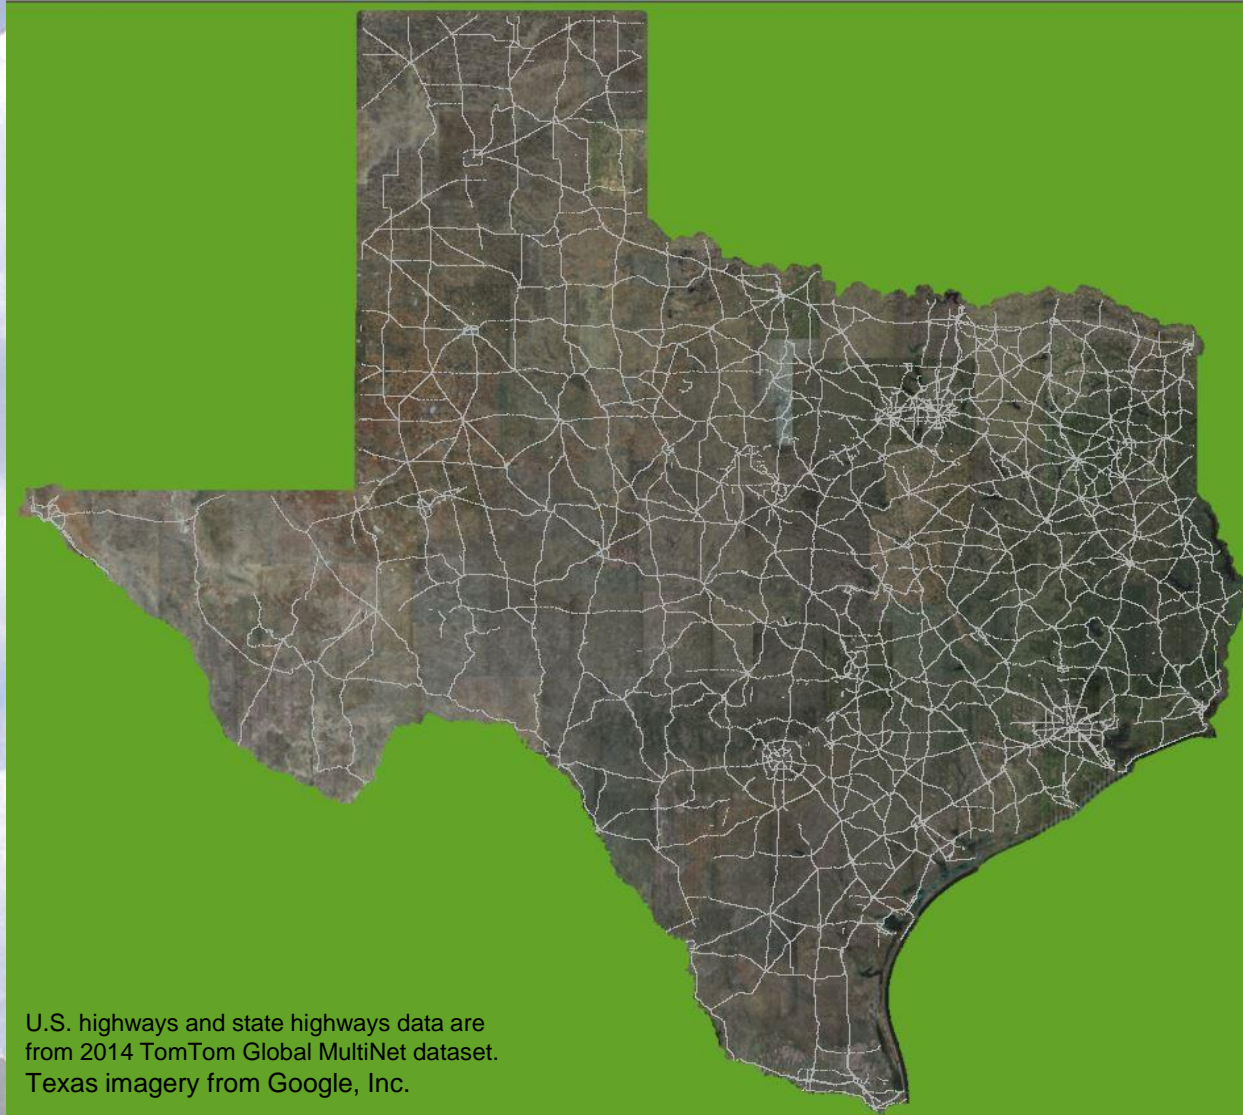 U.S. highways and state highways data are
from 2014 TomTom Global MultiNet dataset.
Texas imagery from Google, Inc.